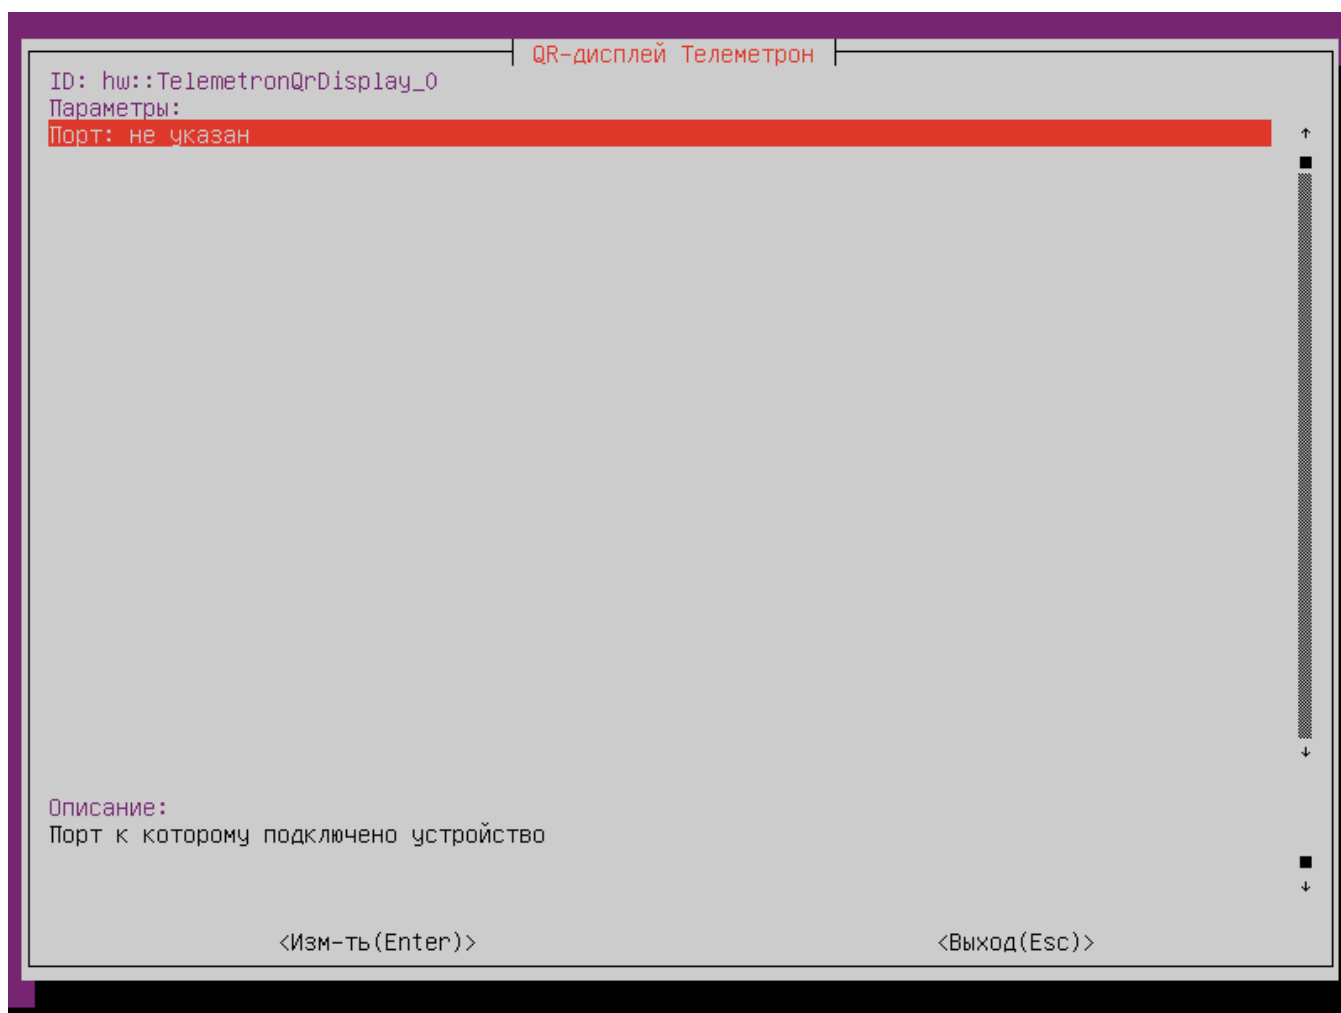 QR-дисплей Телеметрон
ID: hw::TelemetronQrDisplay_0
Параметры:
Порт: не указан
Описание:
Порт к которому подключено устройство
<Изм-ть(Enter)> <Выход(Esc)>